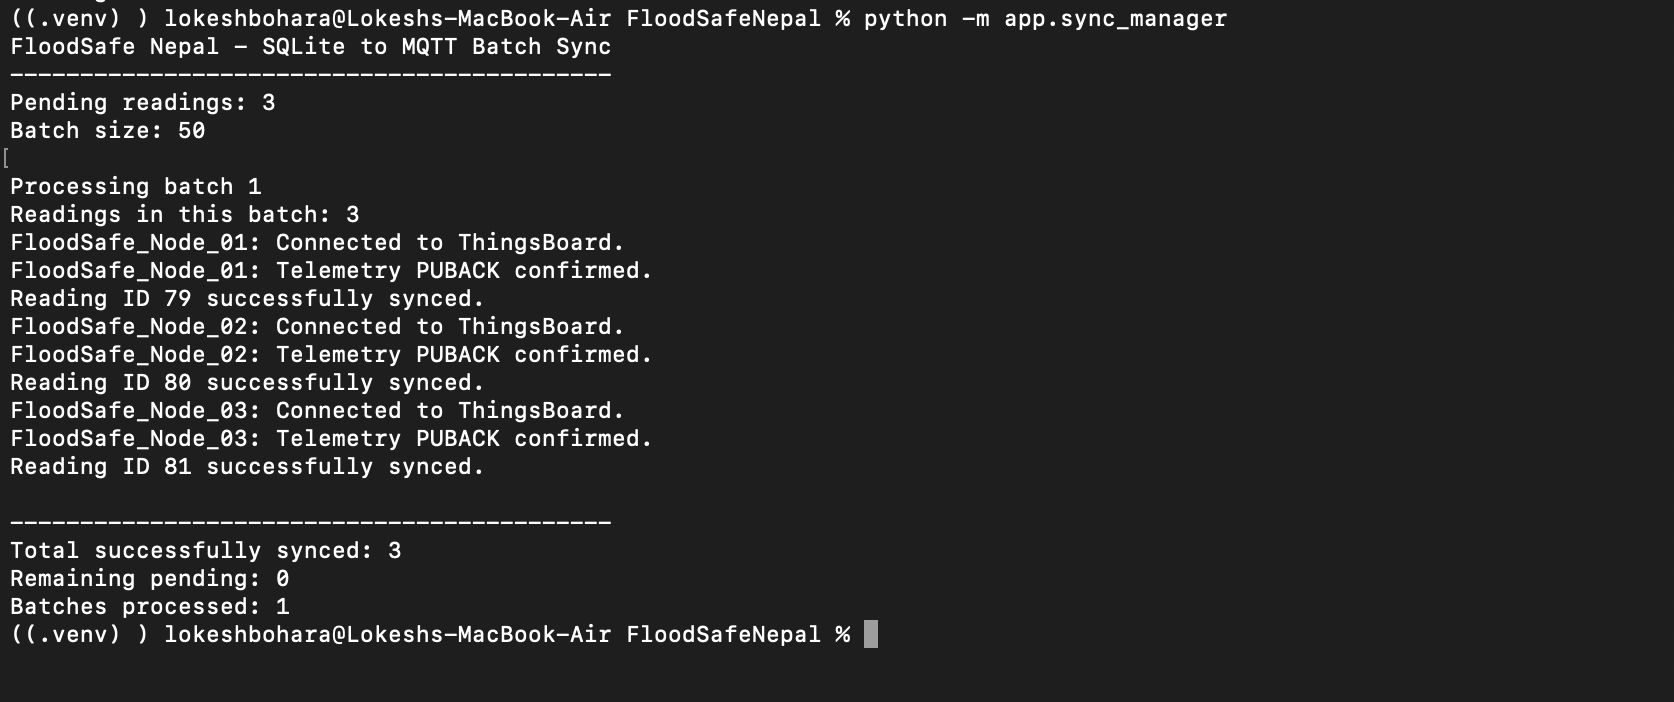 ((.venv) ) lokeshbohara@Lokeshs-MacBook-Air FloodSafeNepal % python -m app.sync_manager
FloodSafe Nepal - SQLite to MQTT Batch Sync
-------------------------------------------
Pending readings: 3
Batch size: 50
[
Processing batch 1
Readings in this batch: 3
FloodSafe_Node_01: Connected to ThingsBoard.
FloodSafe_Node_01: Telemetry PUBACK confirmed.
Reading ID 79 successfully synced.
FloodSafe_Node_02: Connected to ThingsBoard.
FloodSafe_Node_02: Telemetry PUBACK confirmed.
Reading ID 80 successfully synced.
FloodSafe_Node_03: Connected to ThingsBoard.
FloodSafe_Node_03: Telemetry PUBACK confirmed.
Reading ID 81 successfully synced.
-------------------------------------------
Total successfully synced: 3
Remaining pending: 0
Batches processed: 1
((.venv) ) lokeshbohara@Lokeshs-MacBook-Air FloodSafeNepal %